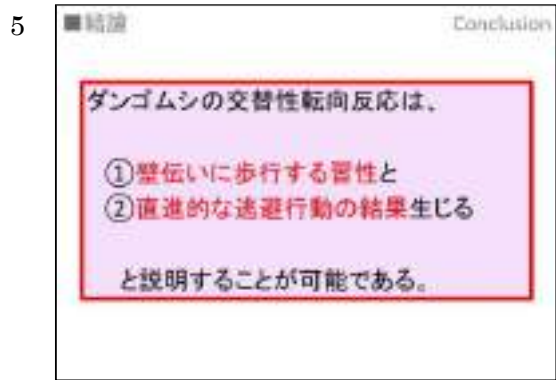 5
■結論
Conclusion
ダンゴムシの交替性転向反応は、
①壁伝いに歩行する習性と
②直進的な逃避行動の結果生じる
と説明することが可能である。